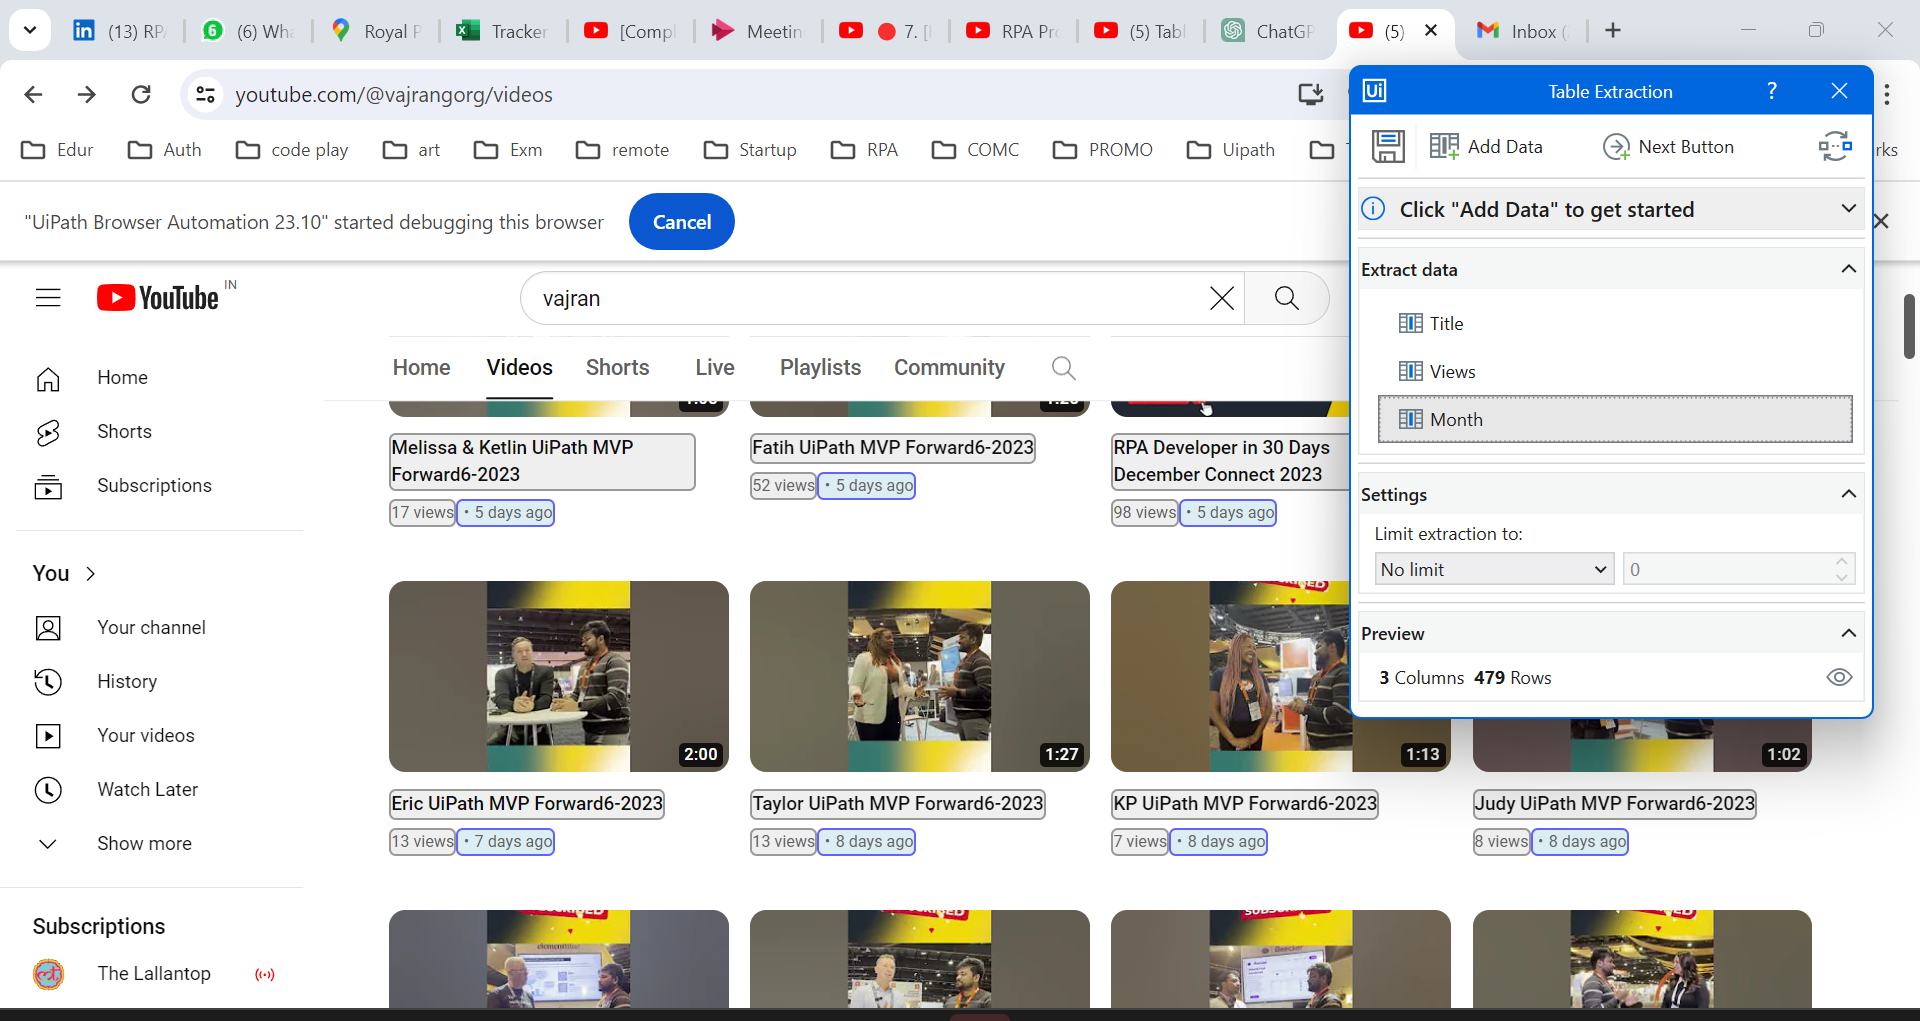 (13) RP
(6) Wha
Royal P
Tracker
[Compl
Meetin
7. [
RPA Pro
(5) Tabl
ChatGP
(5)
Inbox (
youtube.com/@vajrangorg/videos
Edur
Auth
code play
art
Exm
remote
Startup
RPA
COMC
PROMO
Uipath
rks
"UiPath Browser Automation 23.10" started debugging this browser
Cancel
YouTube IN
vajran
Home
Shorts
Subscriptions
You
Your channel
History
Your videos
Watch Later
Show more
Subscriptions
The Lallantop
Home Videos Shorts Live Playlists Community
Melissa & Ketlin UiPath MVP
Forward6-2023
17 views • 5 days ago
Fatih UiPath MVP Forward6-2023
52 views • 5 days ago
RPA Developer in 30 Days
December Connect 2023
98 views • 5 days ago
2:00
Eric UiPath MVP Forward6-2023
13 views • 7 days ago
1:27
Taylor UiPath MVP Forward6-2023
13 views • 8 days ago
1:13
KP UiPath MVP Forward6-2023
7 views • 8 days ago
1:02
Judy UiPath MVP Forward6-2023
8 views • 8 days ago
Ui Table Extraction ?
Add Data
Next Button
Click "Add Data" to get started
Extract data
Title
Views
Month
Settings
Limit extraction to:
No limit 0
Preview
3 Columns 479 Rows